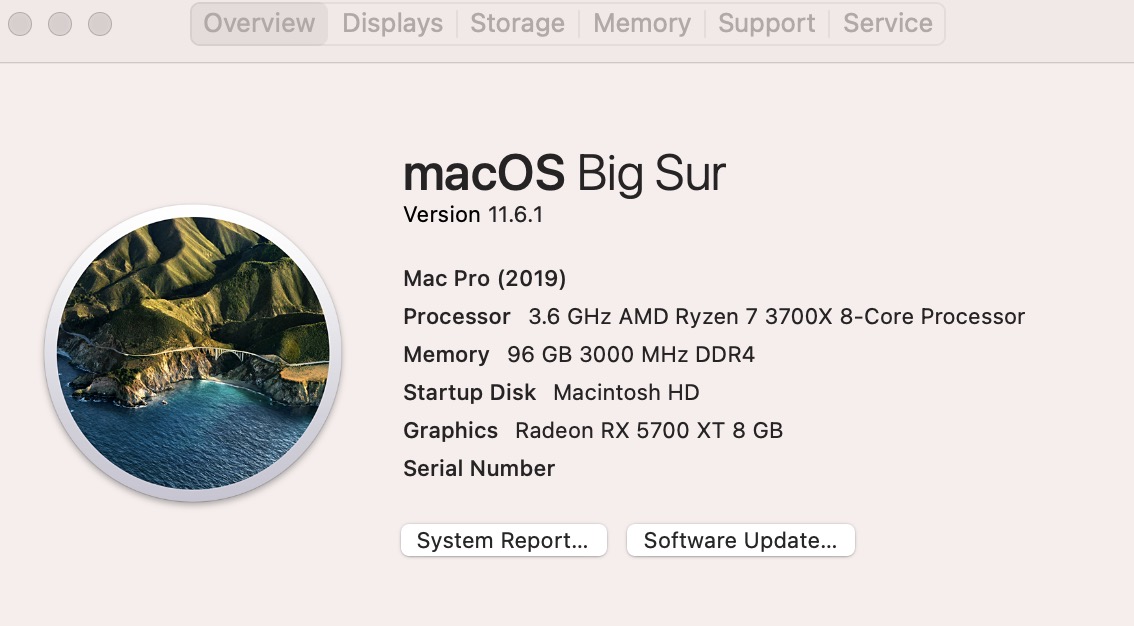 Overview Displays Storage Memory Support Service
macOS Big Sur
Version 11.6.1
Mac Pro (2019)
Processor 3.6 GHz AMD Ryzen 7 3700X 8-Core Processor
Memory 96 GB 3000 MHz DDR4
Startup Disk Macintosh HD
Graphics Radeon RX 5700 XT 8 GB
Serial Number
System Report... Software Update...